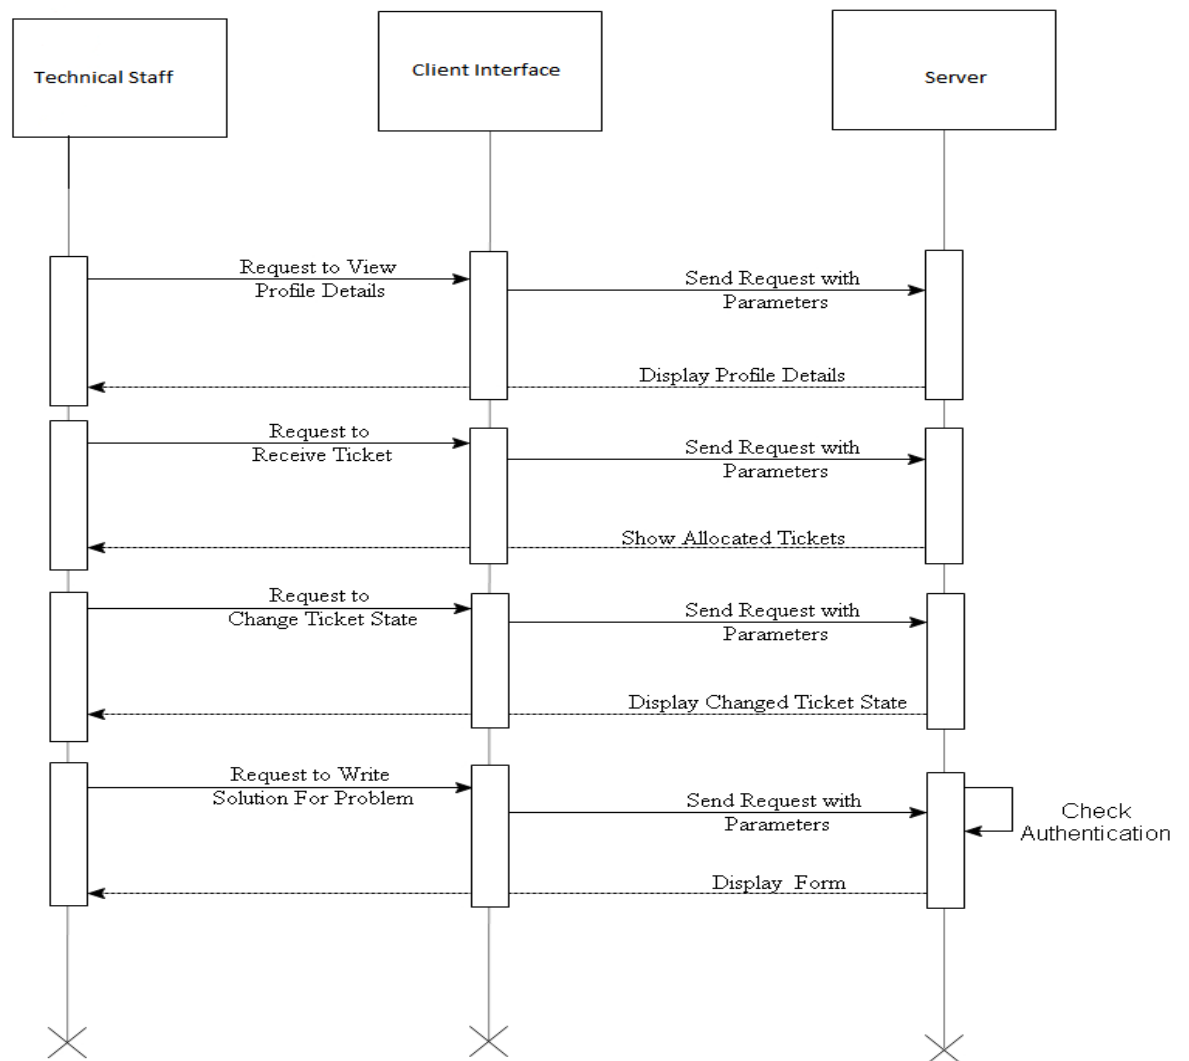 Technical Staff
Client Interface
Server
Request to View
Profile Details
Send Request with
Parameters
Display Profile Details
Request to
Receive Ticket
Send Request with
Parameters
Show Allocated Tickets
Request to
Change Ticket State
Send Request with
Parameters
Display Changed Ticket State
Request to Write
Solution For Problem
Send Request with
Parameters
Check
Authentication
Display Form